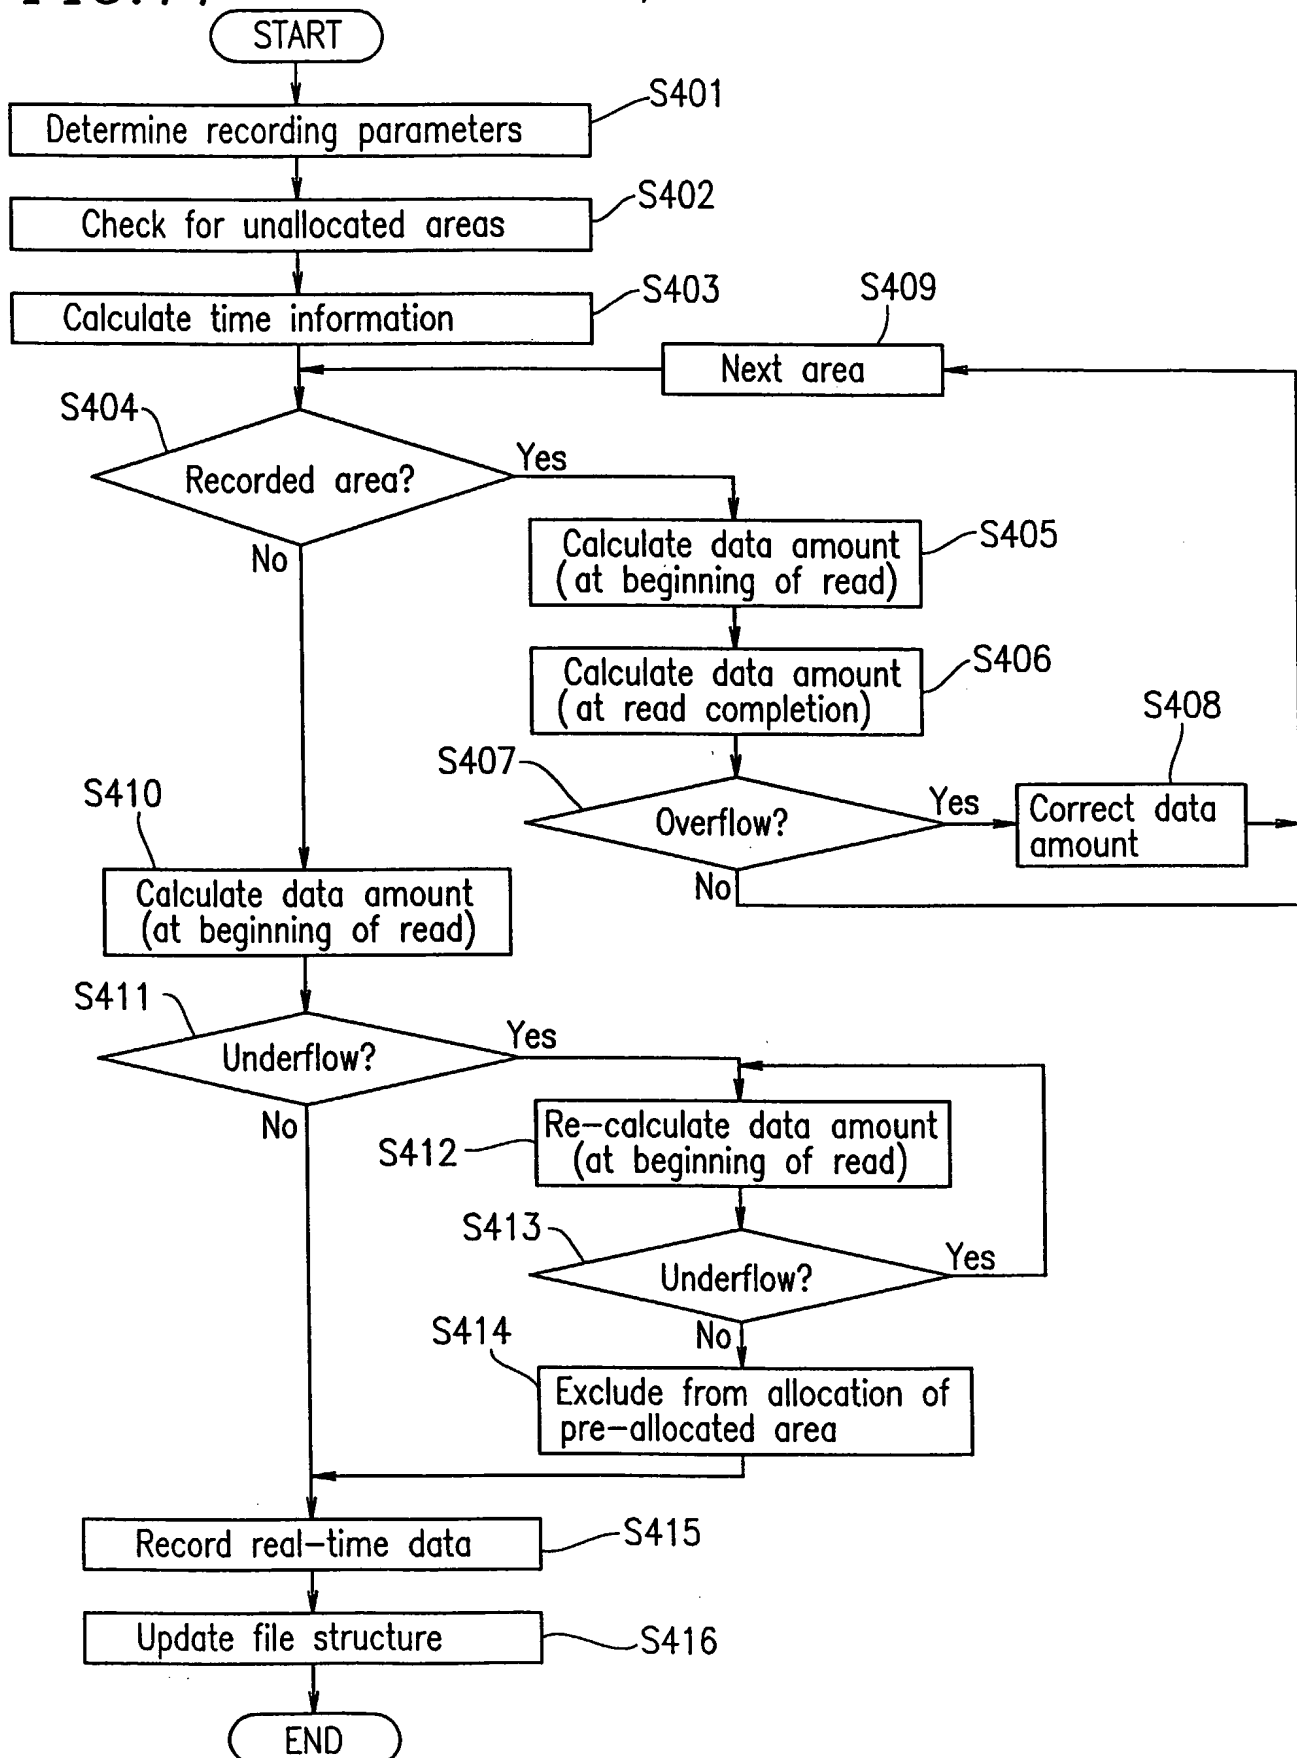 START
S401
Determine recording parameters
S402
Check for unallocated areas
S403
Calculate time information
S409
Next area
S404
Recorded area?
Yes
No
S405
Calculate data amount
(at beginning of read)
S406
Calculate data amount
(at read completion)
S408
S407
Overflow?
Yes
Correct data
amount
No
S410
Calculate data amount
(at beginning of read)
S411
Underflow?
Yes
No
S412
Re-calculate data amount
(at beginning of read)
S413
Underflow?
Yes
No
S414
Exclude from allocation of
pre-allocated area
S415
Record real-time data
S416
Update file structure
END